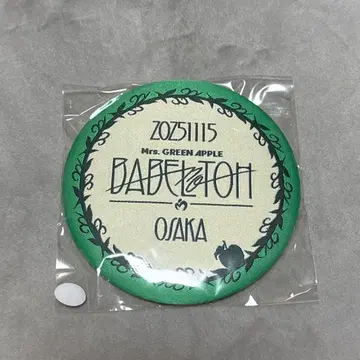 20251115
Mrs. GREEN APPLE
BABEL no TOH
OSAKA